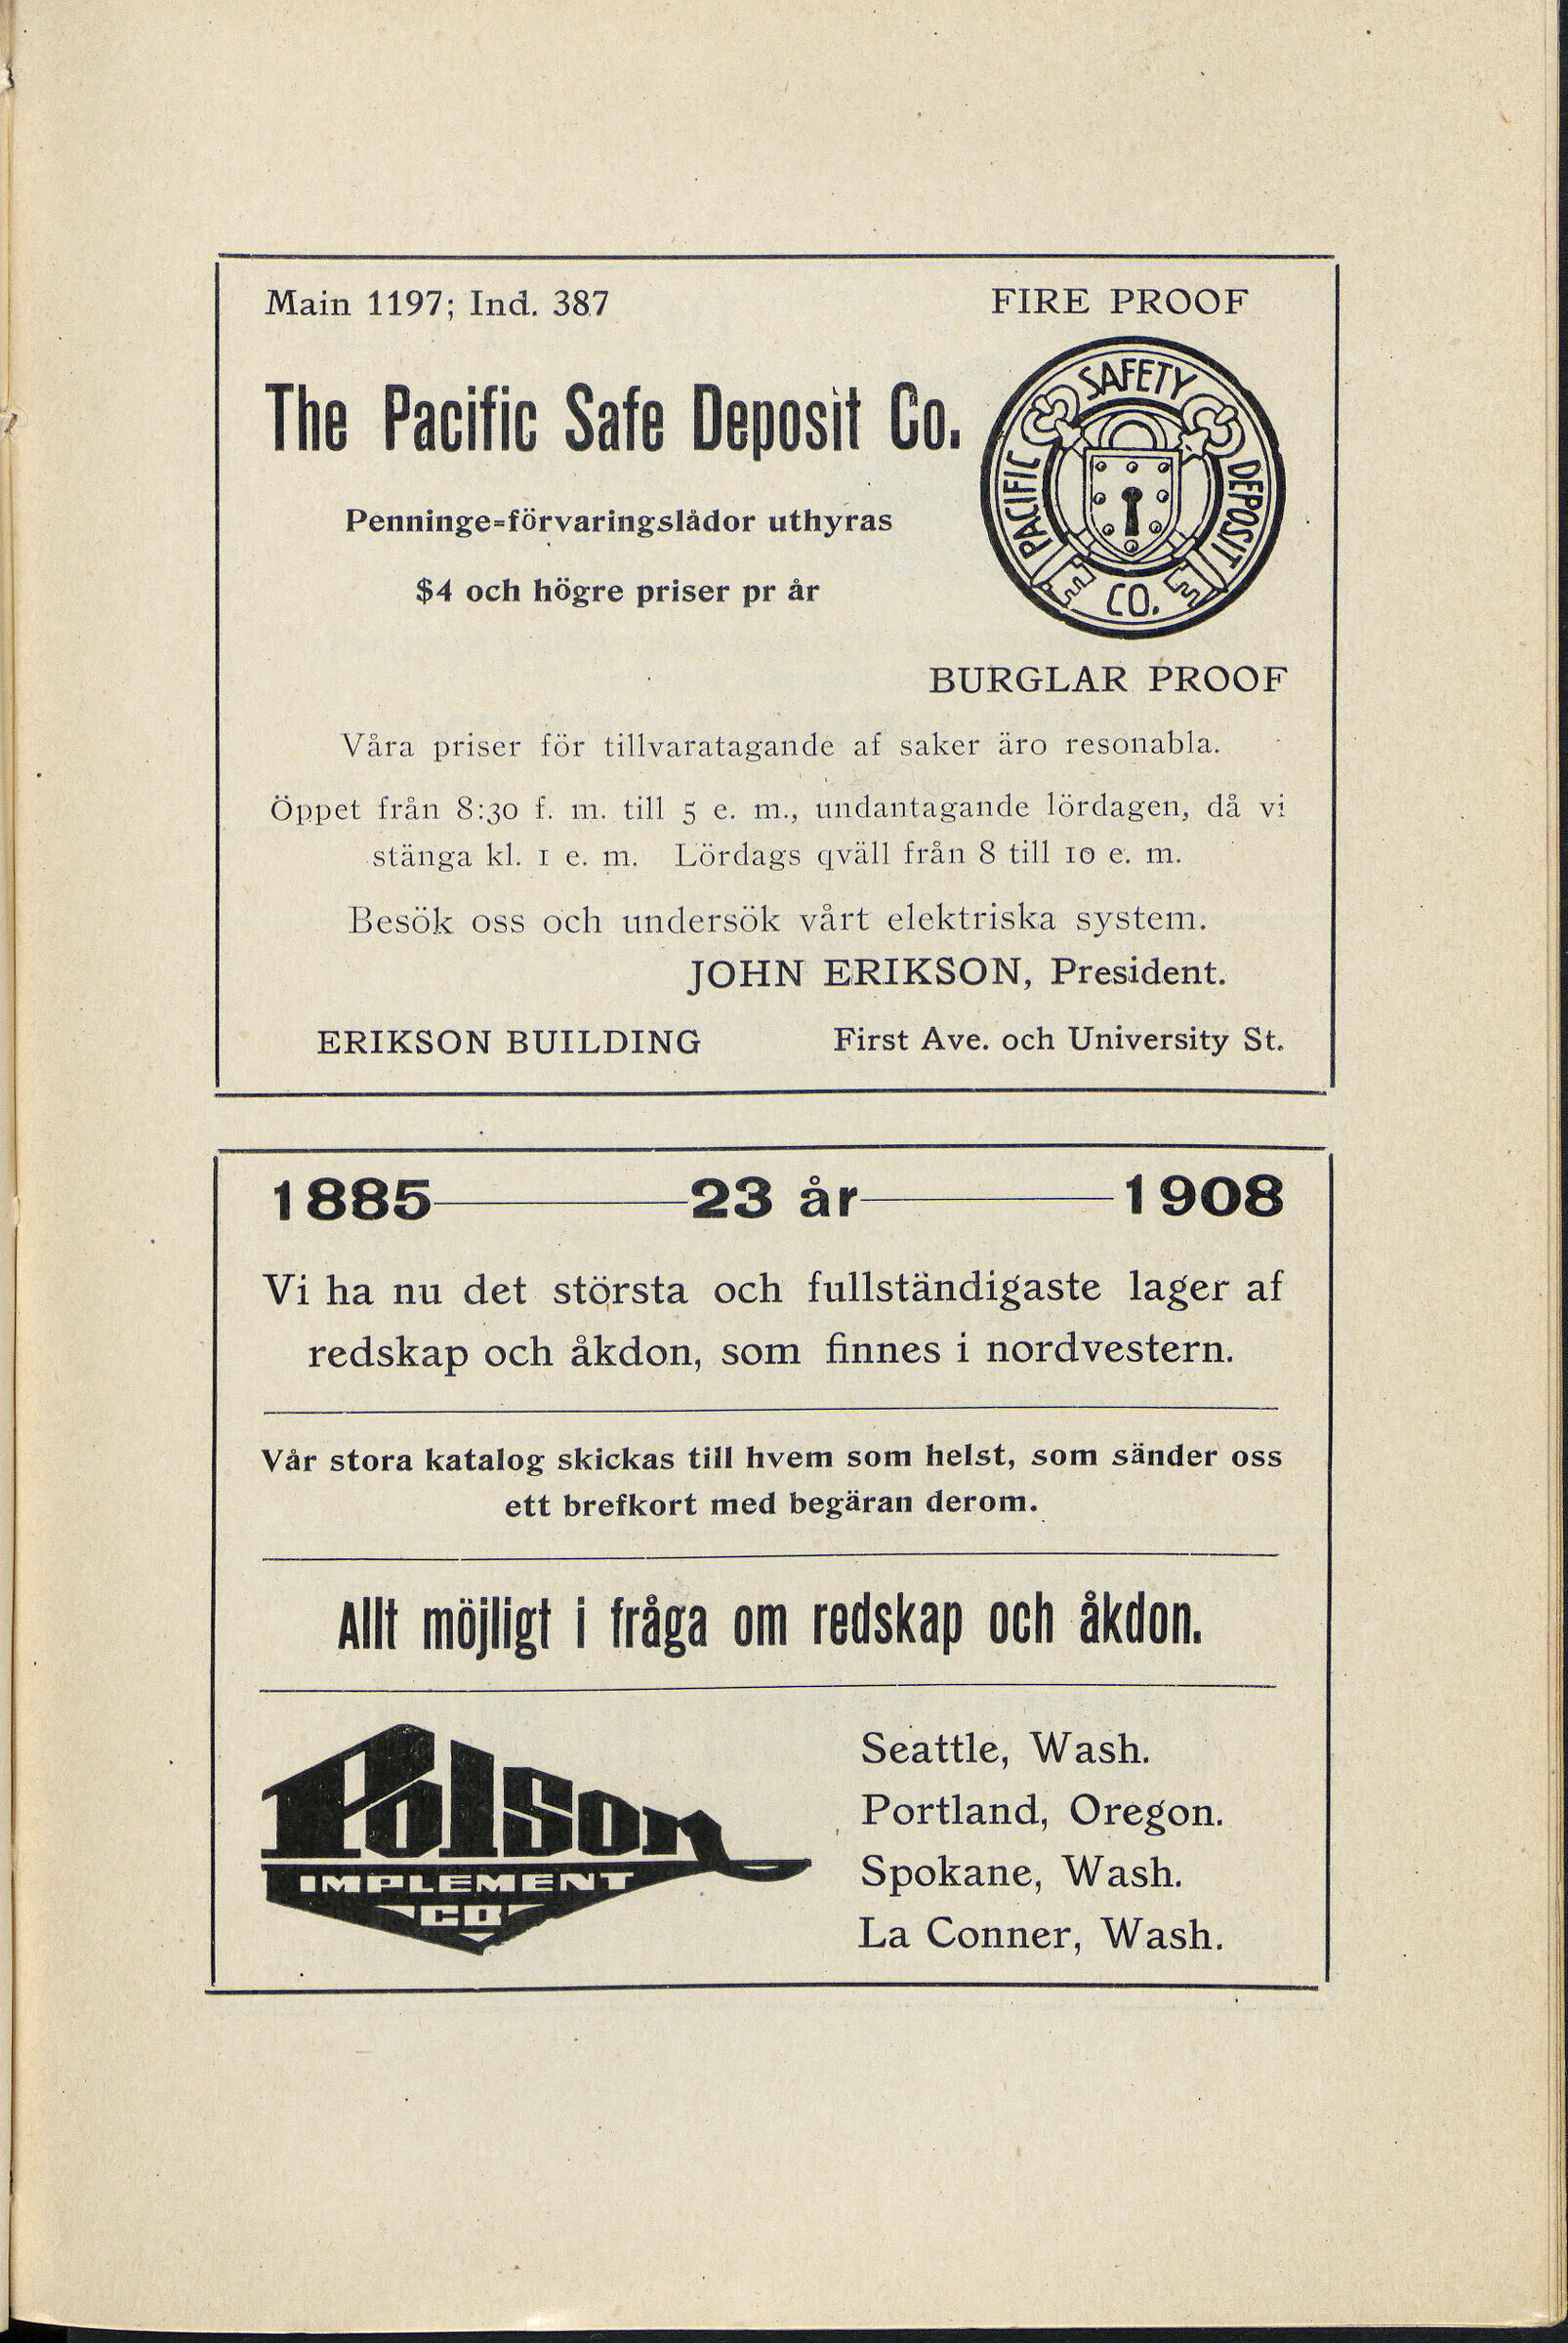 Main 1197; Ind. 387
FIRE PROOF
The Pacific Safe Deposit Co.
PACIFIC SAFETY DEPOSIT CO.
Penninge=förvaringslådor uthyras
$4 och högre priser pr år
BURGLAR PROOF
Våra priser för tillvaratagande af saker äro resonabla.
Öppet från 8:30 f. m. till 5 e. m., undantagande lördagen, då vi
stänga kl. 1 e. m. Lördags qväll från 8 till 10 e. m.
Besök oss och undersök vårt elektriska system.
JOHN ERIKSON, President.
ERIKSON BUILDING First Ave. och University St.
1885 23 år 1908
Vi ha nu det största och fullständigaste lager af
redskap och åkdon, som finnes i nordvestern.
Vår stora katalog skickas till hvem som helst, som sänder oss
ett brefkort med begäran derom.
Allt möjligt i fråga om redskap och åkdon.
Polson
IMPLEMENT
CO
Seattle, Wash.
Portland, Oregon.
Spokane, Wash.
La Conner, Wash.